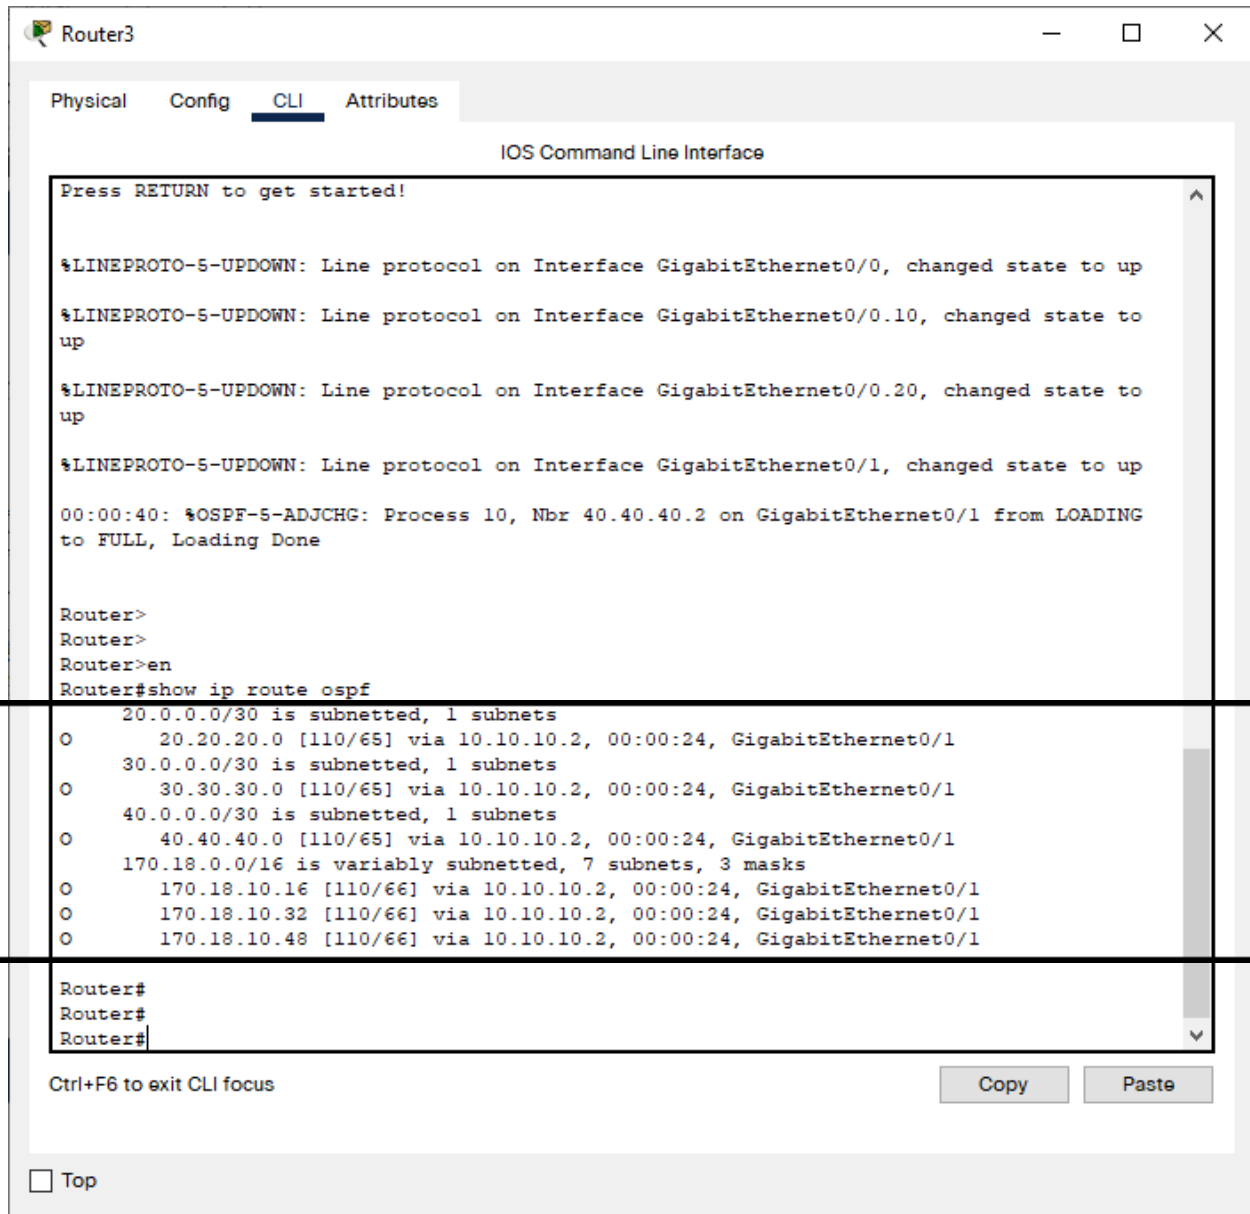 Router3
Physical Config CLI Attributes
IOS Command Line Interface
Press RETURN to get started!
%LINEPROTO-5-UPDOWN: Line protocol on Interface GigabitEthernet0/0, changed state to up
%LINEPROTO-5-UPDOWN: Line protocol on Interface GigabitEthernet0/0.10, changed state to
up
%LINEPROTO-5-UPDOWN: Line protocol on Interface GigabitEthernet0/0.20, changed state to
up
%LINEPROTO-5-UPDOWN: Line protocol on Interface GigabitEthernet0/1, changed state to up
00:00:40: %OSPF-5-ADJCHG: Process 10, Nbr 40.40.40.2 on GigabitEthernet0/1 from LOADING
to FULL, Loading Done
Router>
Router>
Router>en
Router#show ip route ospf
20.0.0.0/30 is subnetted, 1 subnets
O 20.20.20.0 [110/65] via 10.10.10.2, 00:00:24, GigabitEthernet0/1
30.0.0.0/30 is subnetted, 1 subnets
O 30.30.30.0 [110/65] via 10.10.10.2, 00:00:24, GigabitEthernet0/1
40.0.0.0/30 is subnetted, 1 subnets
O 40.40.40.0 [110/65] via 10.10.10.2, 00:00:24, GigabitEthernet0/1
170.18.0.0/16 is variably subnetted, 7 subnets, 3 masks
O 170.18.10.16 [110/66] via 10.10.10.2, 00:00:24, GigabitEthernet0/1
O 170.18.10.32 [110/66] via 10.10.10.2, 00:00:24, GigabitEthernet0/1
O 170.18.10.48 [110/66] via 10.10.10.2, 00:00:24, GigabitEthernet0/1
Router#
Router#
Router#
Ctrl+F6 to exit CLI focus
Copy Paste
Top